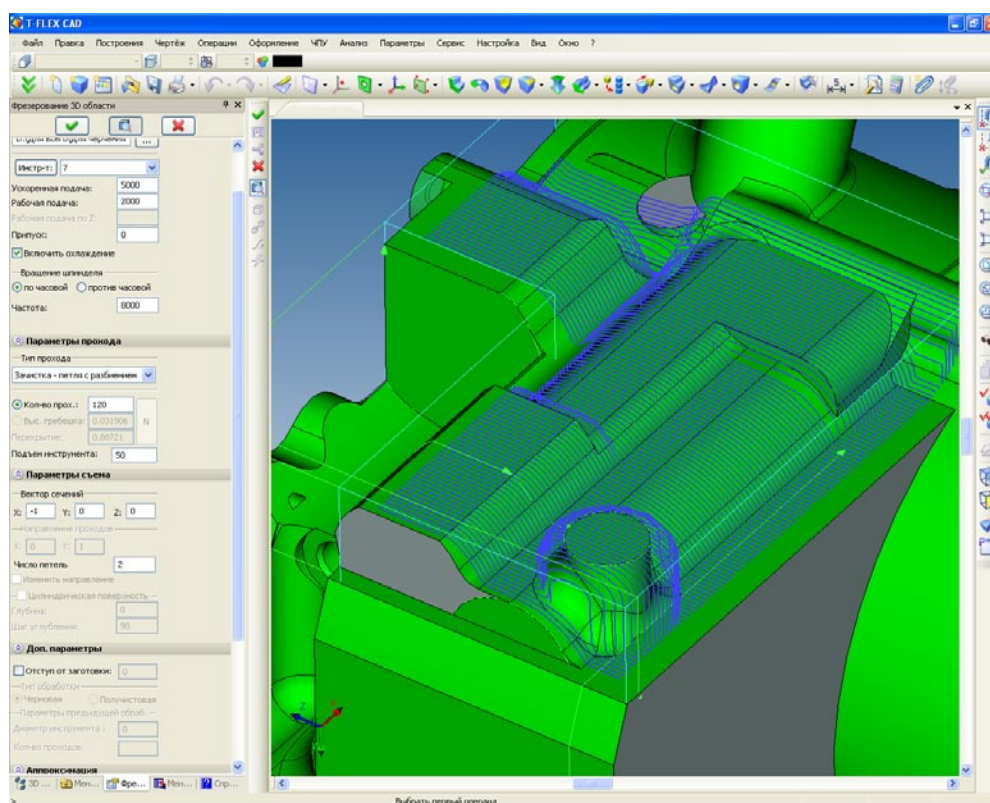 T-FLEX CAD
Файл Правка Построения Чертёж Операции Оформление ЧПУ Анализ Параметры Сервис Настройка Вид Окно ?
Фрезерование 3D области
Инстр-т: 7
Ускоренная подача: 5000
Рабочая подача: 2000
Рабочая подача по Z:
Припуск: 0
Включить охлаждение
Вращение шпинделя
по часовой против часовой
Частота: 8000
Параметры прохода
Тип прохода
Зачистка - петля с разбиением
Кол-во прох.: 120
Выс. гребешка: 0.031906 N
Перекрытие: 0.88721
Подъем инструмента: 50
Параметры съема
Вектор сечений
X: -1 Y: 0 Z: 0
Направление проходов
X: 0 Y: 1
Число петель 2
Изменить направление
Цилиндрическая поверхность
Глубина: 0
Шаг углубления: 90
Доп. параметры
Отступ от заготовки: 0
Тип обработки
Черновая Получистовая
Параметры предыдущей обраб.
Диаметр инструмента : 0
Кол-во проходов:
Аппроксимация
3D ... Мен... Фре... Мен... Спр...
Z
X
Y
Выбрать первый операнд